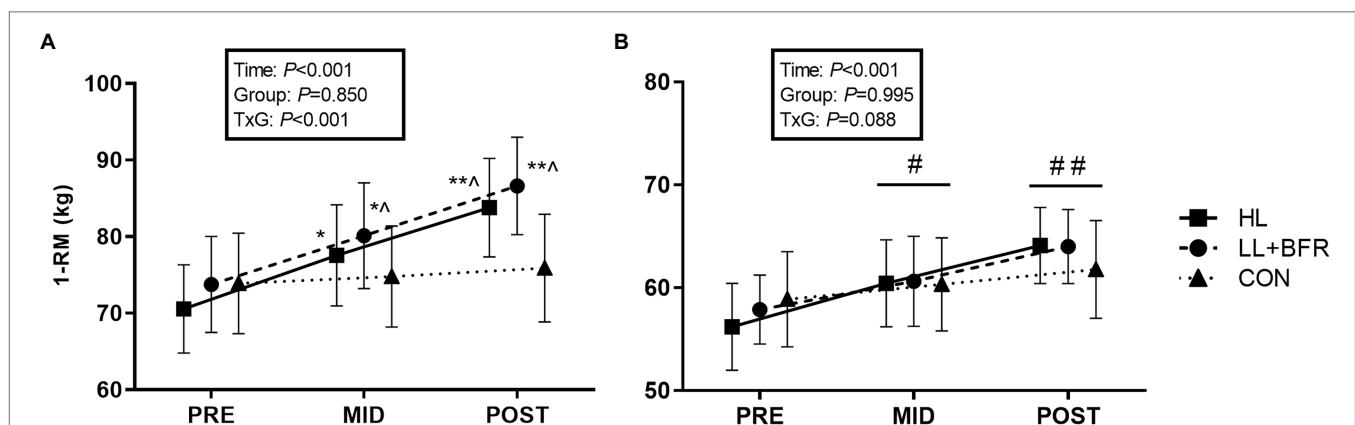 A
Time: P<0.001
Group: P=0.850
TxG: P<0.001
1-RM (kg)
100
90
80
70
60
*
*^
**^
**^
PRE MID POST
B
Time: P<0.001
Group: P=0.995
TxG: P=0.088
80
70
60
50
#
##
PRE MID POST
HL
LL+BFR
CON